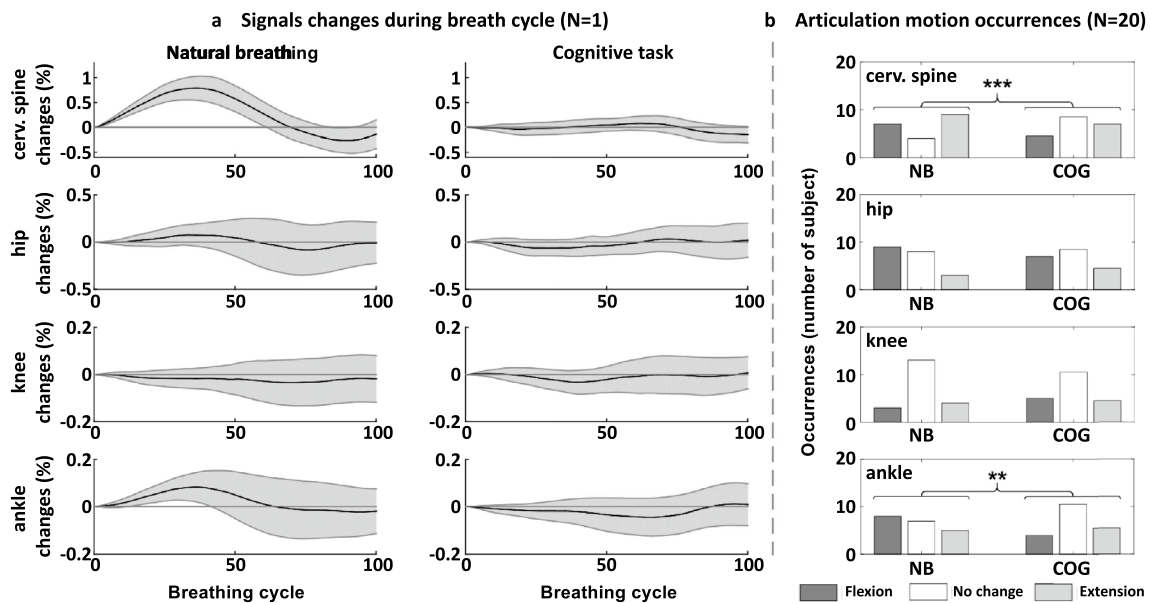 a Signals changes during breath cycle (N=1)
b Articulation motion occurrences (N=20)
Natural breathing
Cognitive task
cerv. spine
changes (%)
1
0.5
0
-0.5
0 50 100
0 50 100
1
0.5
0
-0.5
hip
changes (%)
0.5
0
-0.5
0 50 100
0.5
0
-0.5
0 50 100
knee
changes (%)
0.2
0
-0.2
0 50 100
0.2
0
-0.2
0 50 100
ankle
changes (%)
0.2
0
-0.2
0 50 100
0.2
0
-0.2
0 50 100
Breathing cycle
Breathing cycle
Occurrences (number of subject)
20
10
0
cerv. spine
***
NB COG
20
10
0
hip
NB COG
20
10
0
knee
NB COG
20
10
0
ankle
**
NB COG
Flexion No change Extension